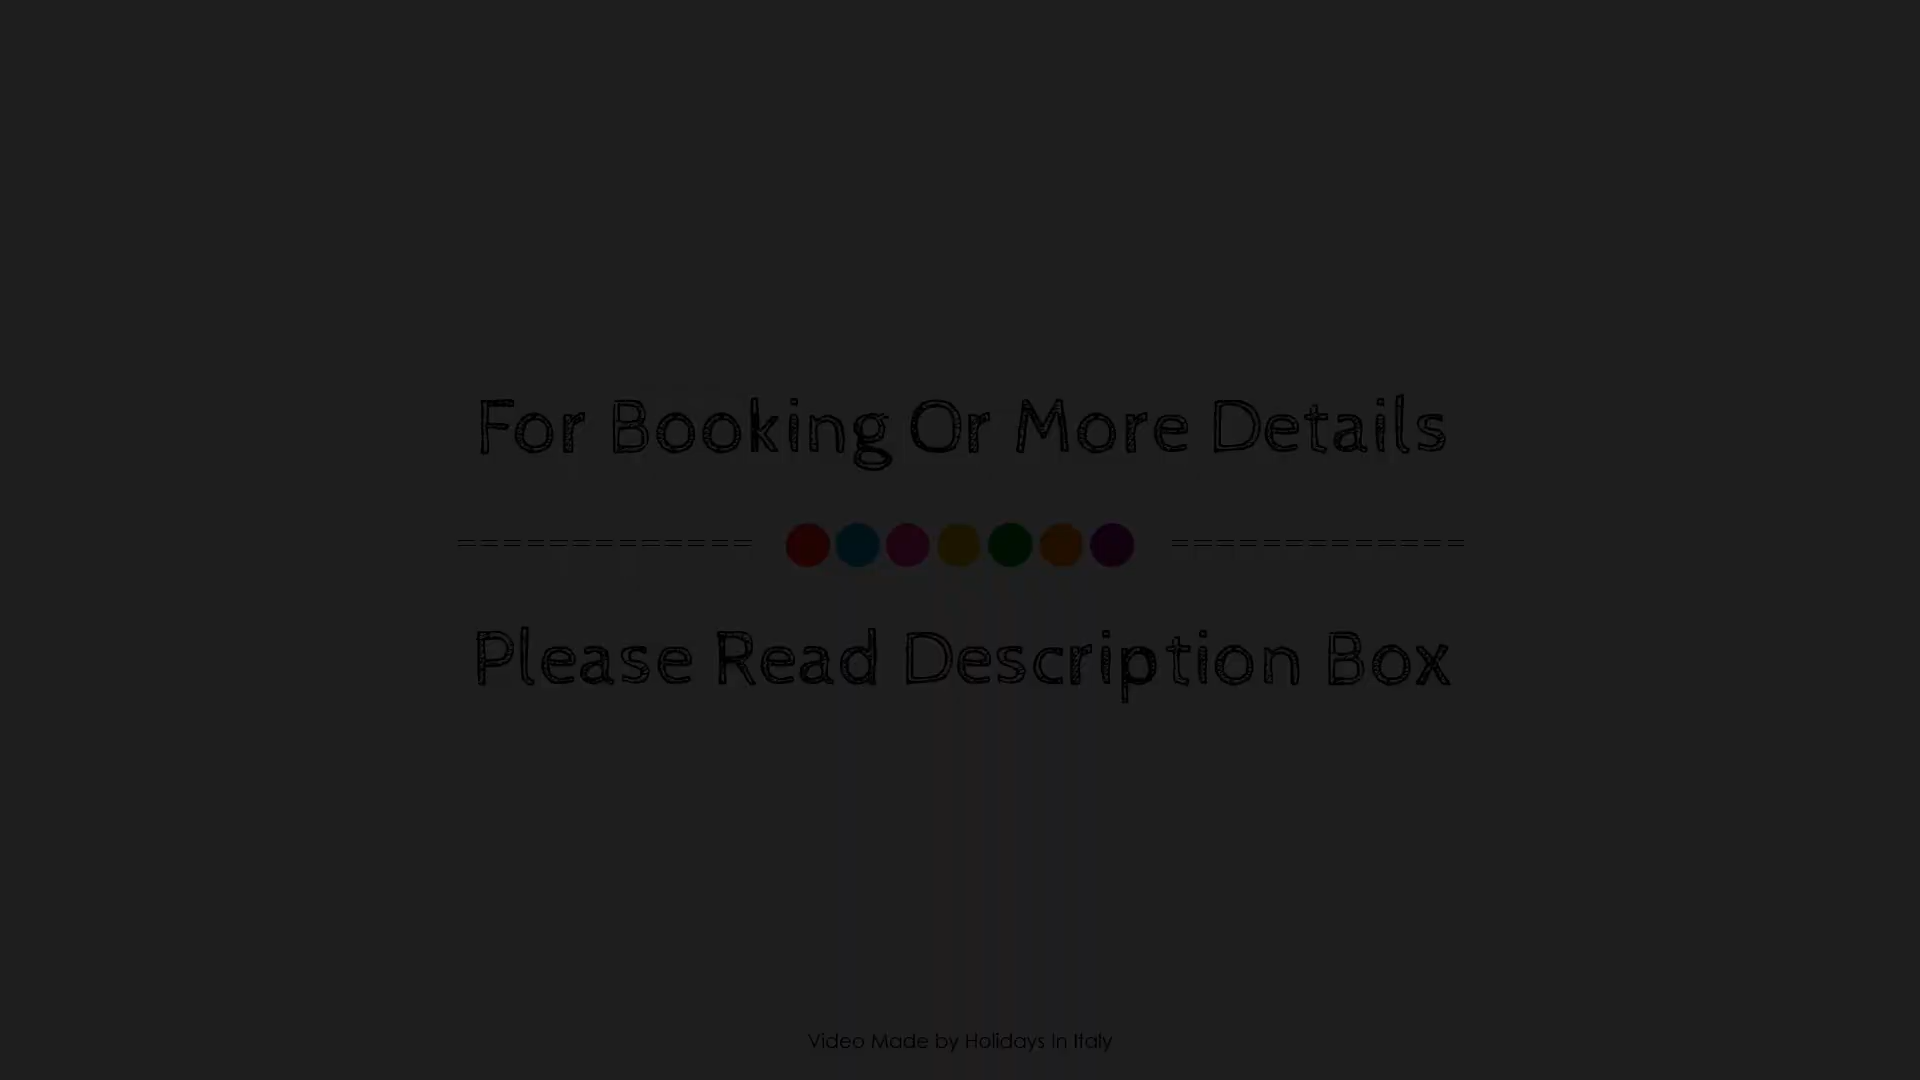 For Booking Or More Details
============= =============
Please Read Description Box
Video Made by Holidays In Italy